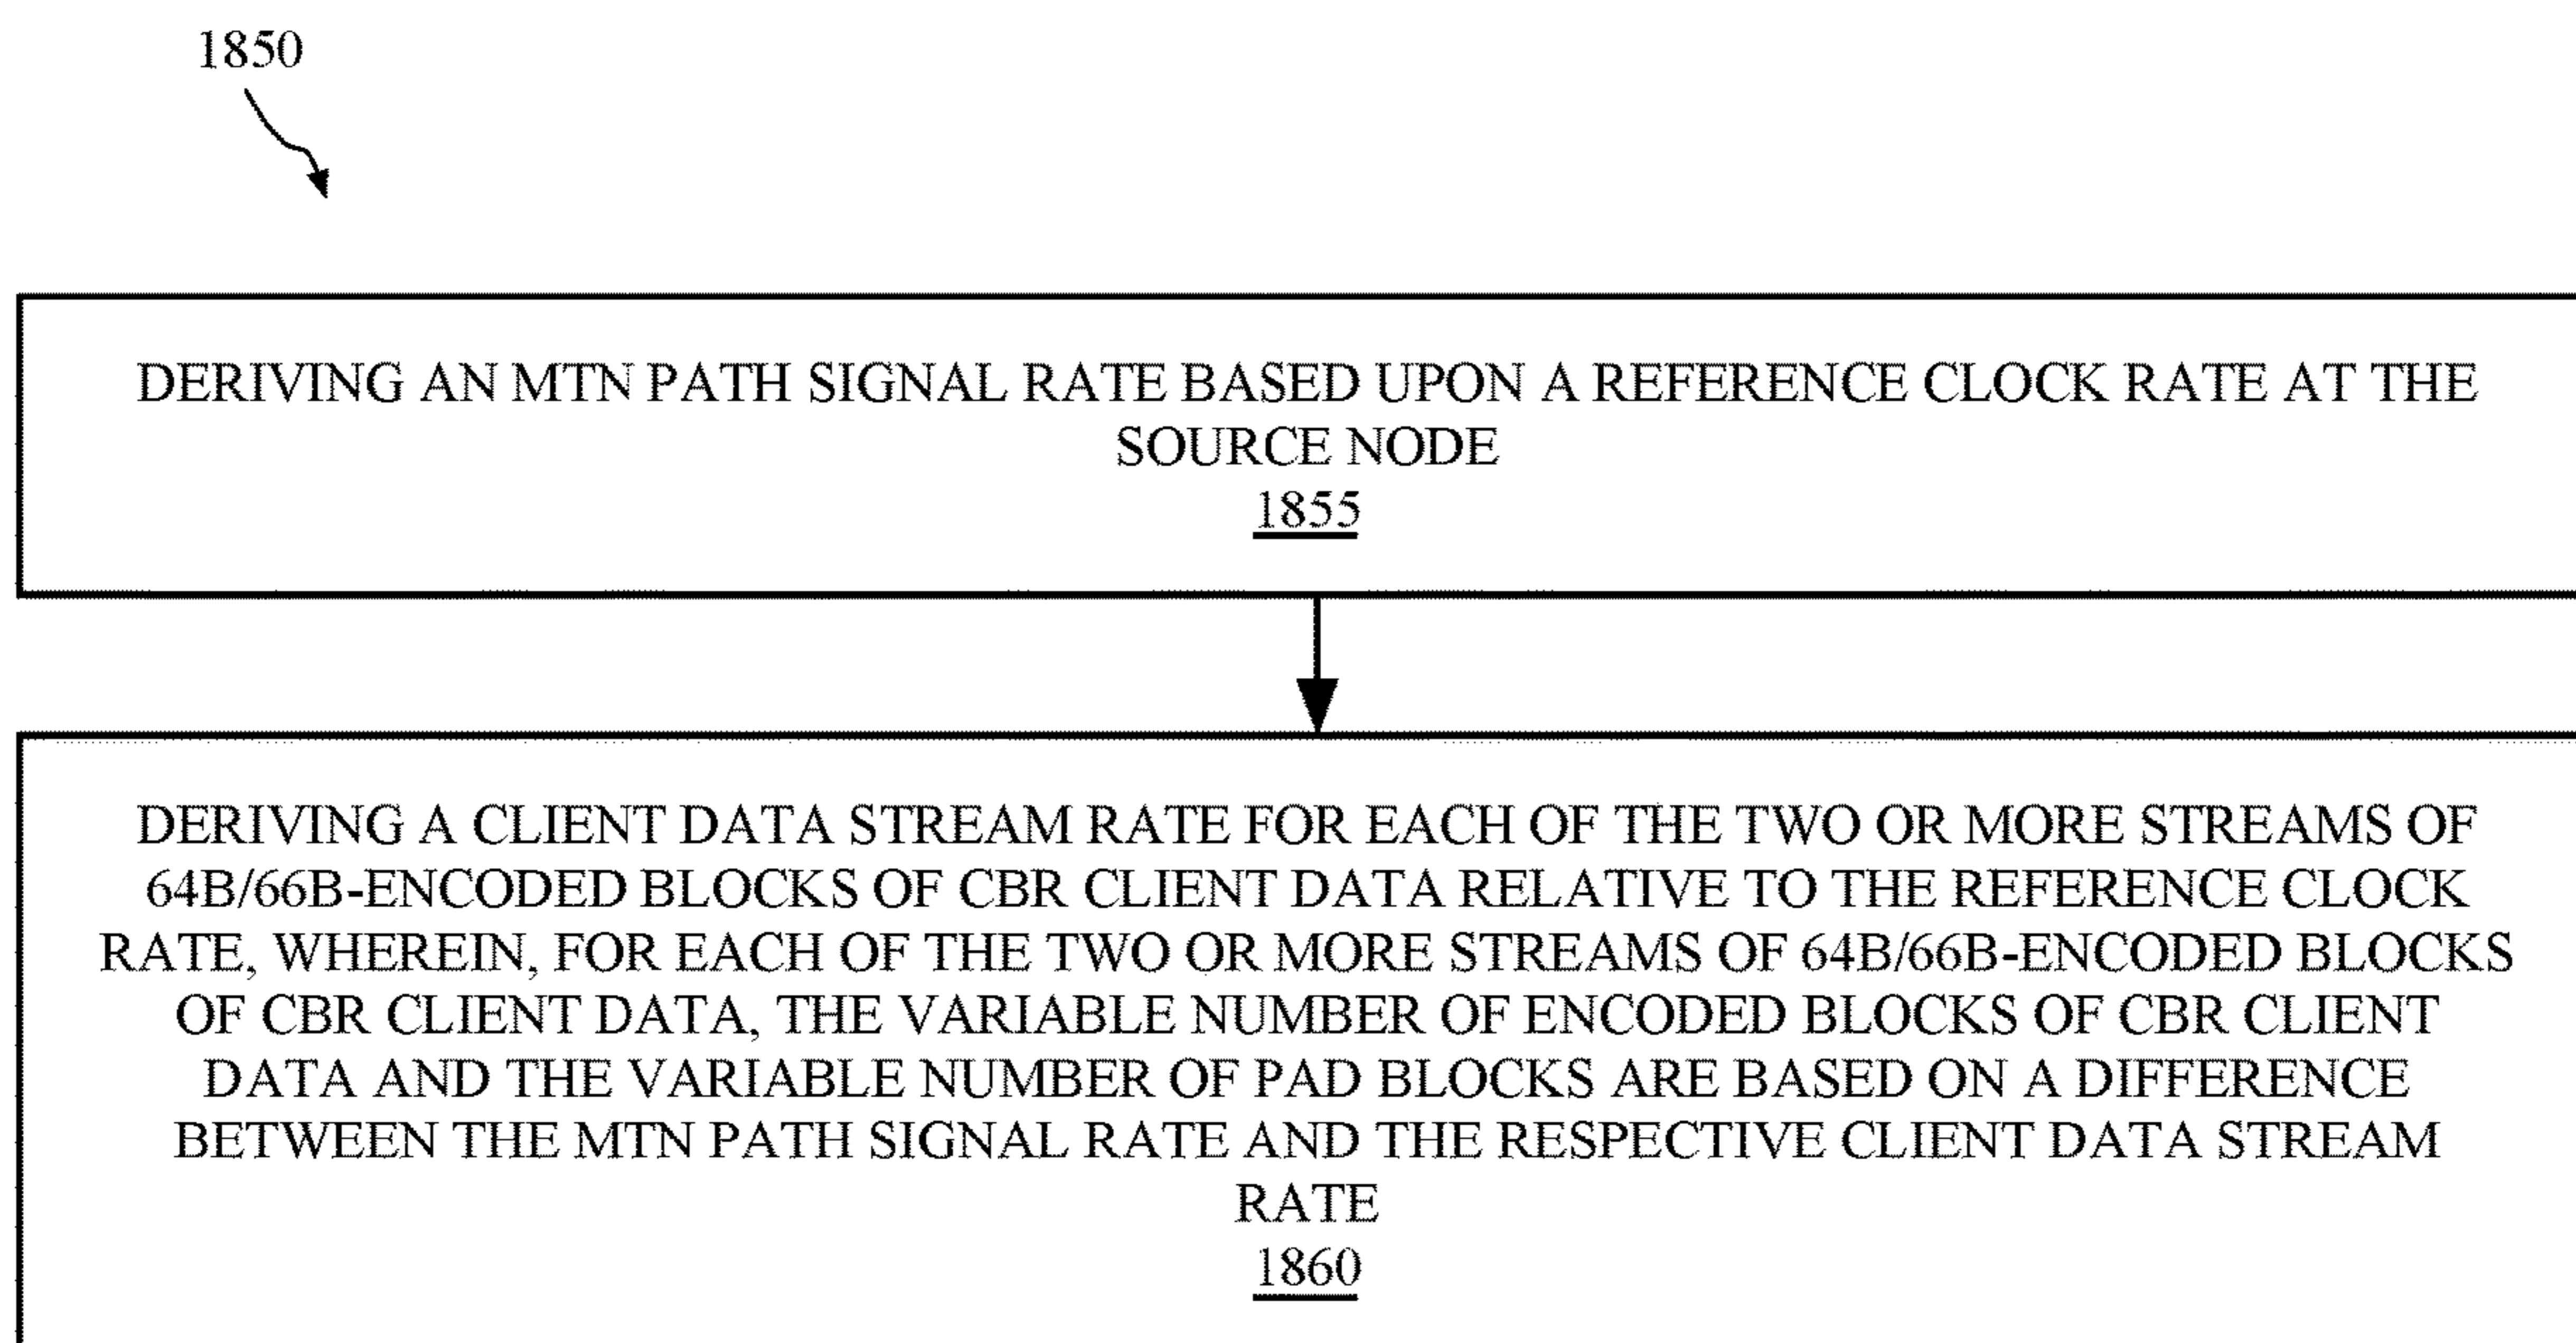 1850
DERIVING AN MTN PATH SIGNAL RATE BASED UPON A REFERENCE CLOCK RATE AT THE
SOURCE NODE
1855
DERIVING A CLIENT DATA STREAM RATE FOR EACH OF THE TWO OR MORE STREAMS OF
64B/66B-ENCODED BLOCKS OF CBR CLIENT DATA RELATIVE TO THE REFERENCE CLOCK
RATE, WHEREIN, FOR EACH OF THE TWO OR MORE STREAMS OF 64B/66B-ENCODED BLOCKS
OF CBR CLIENT DATA, THE VARIABLE NUMBER OF ENCODED BLOCKS OF CBR CLIENT
DATA AND THE VARIABLE NUMBER OF PAD BLOCKS ARE BASED ON A DIFFERENCE
BETWEEN THE MTN PATH SIGNAL RATE AND THE RESPECTIVE CLIENT DATA STREAM
RATE
1860